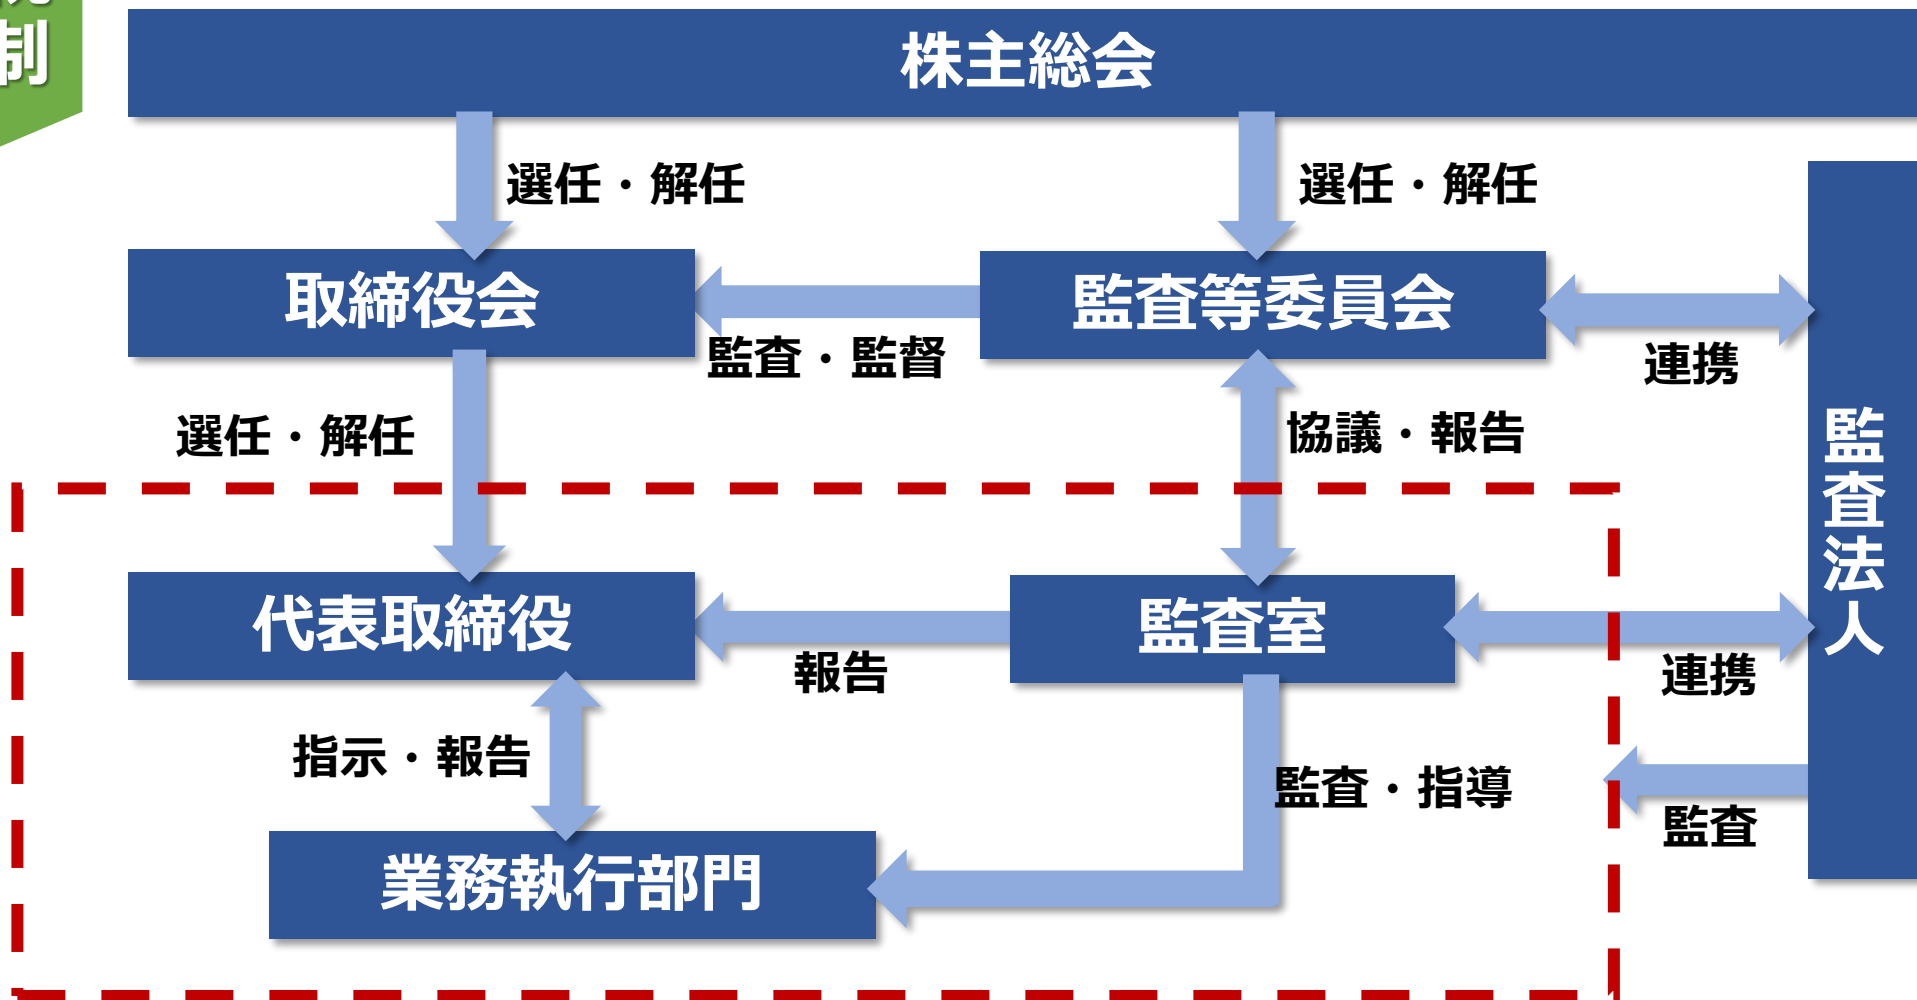 制
株主総会
選任・解任
選任・解任
取締役会
監査等委員会
監査・監督
連携
選任・解任
協議・報告
監査法人
代表取締役
監査室
報告
連携
指示・報告
監査・指導
監査
業務執行部門